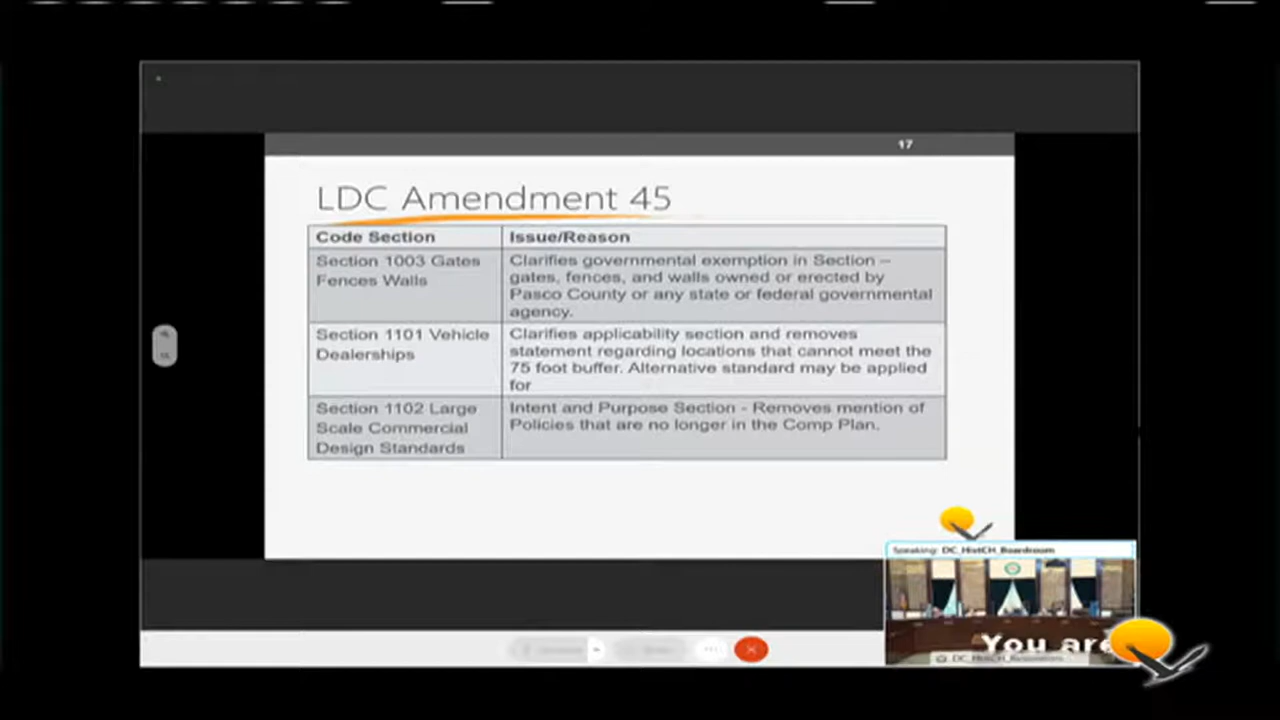 17
LDC Amendment 45
Code Section
Issue/Reason
Section 1003 Gates
Fences Walls
Clarifies governmental exemption in Section –
gates, fences, and walls owned or erected by
Pasco County or any state or federal governmental
agency.
Section 1101 Vehicle
Dealerships
Clarifies applicability section and removes
statement regarding locations that cannot meet the
75 foot buffer. Alternative standard may be applied
for
Section 1102 Large
Scale Commercial
Design Standards
Intent and Purpose Section - Removes mention of
Policies that are no longer in the Comp Plan.
Speaking: DC_HistCH_Boardroom
You are
DC_HistCH_Boardroom